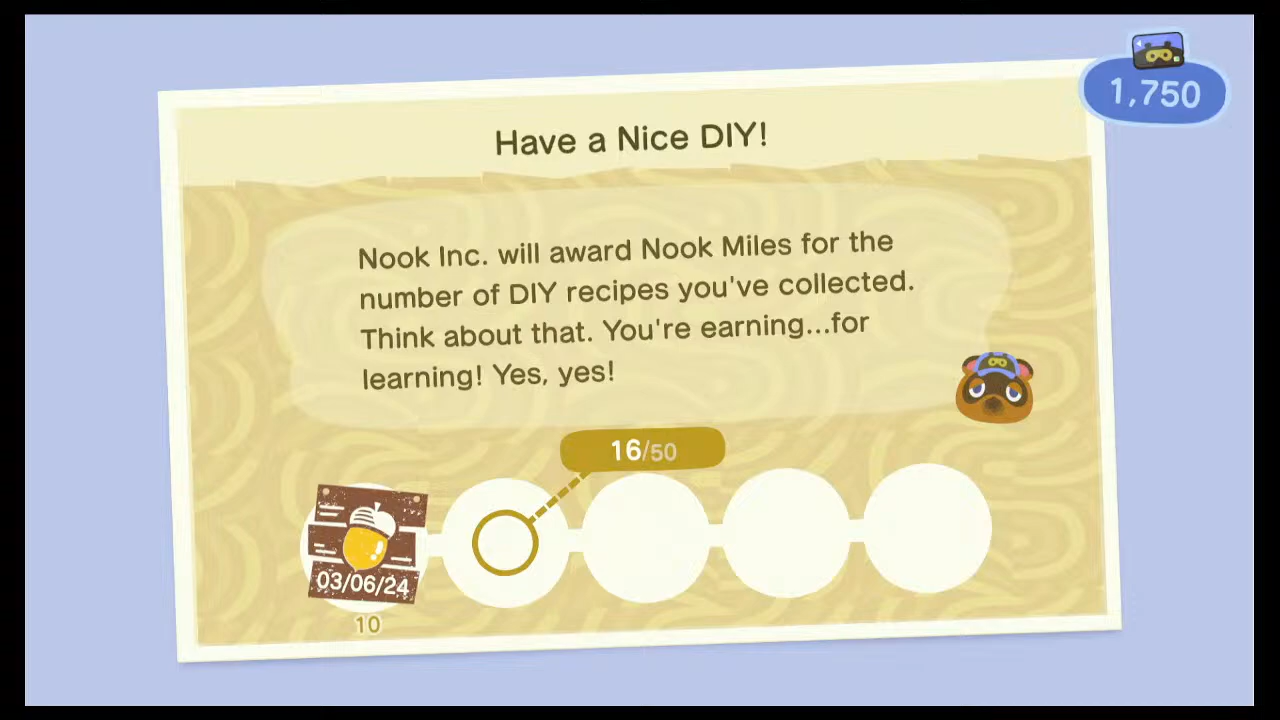 1,750
Have a Nice DIY!
Nook Inc. will award Nook Miles for the
number of DIY recipes you've collected.
Think about that. You're earning...for
learning! Yes, yes!
16/50
03/06/24
10